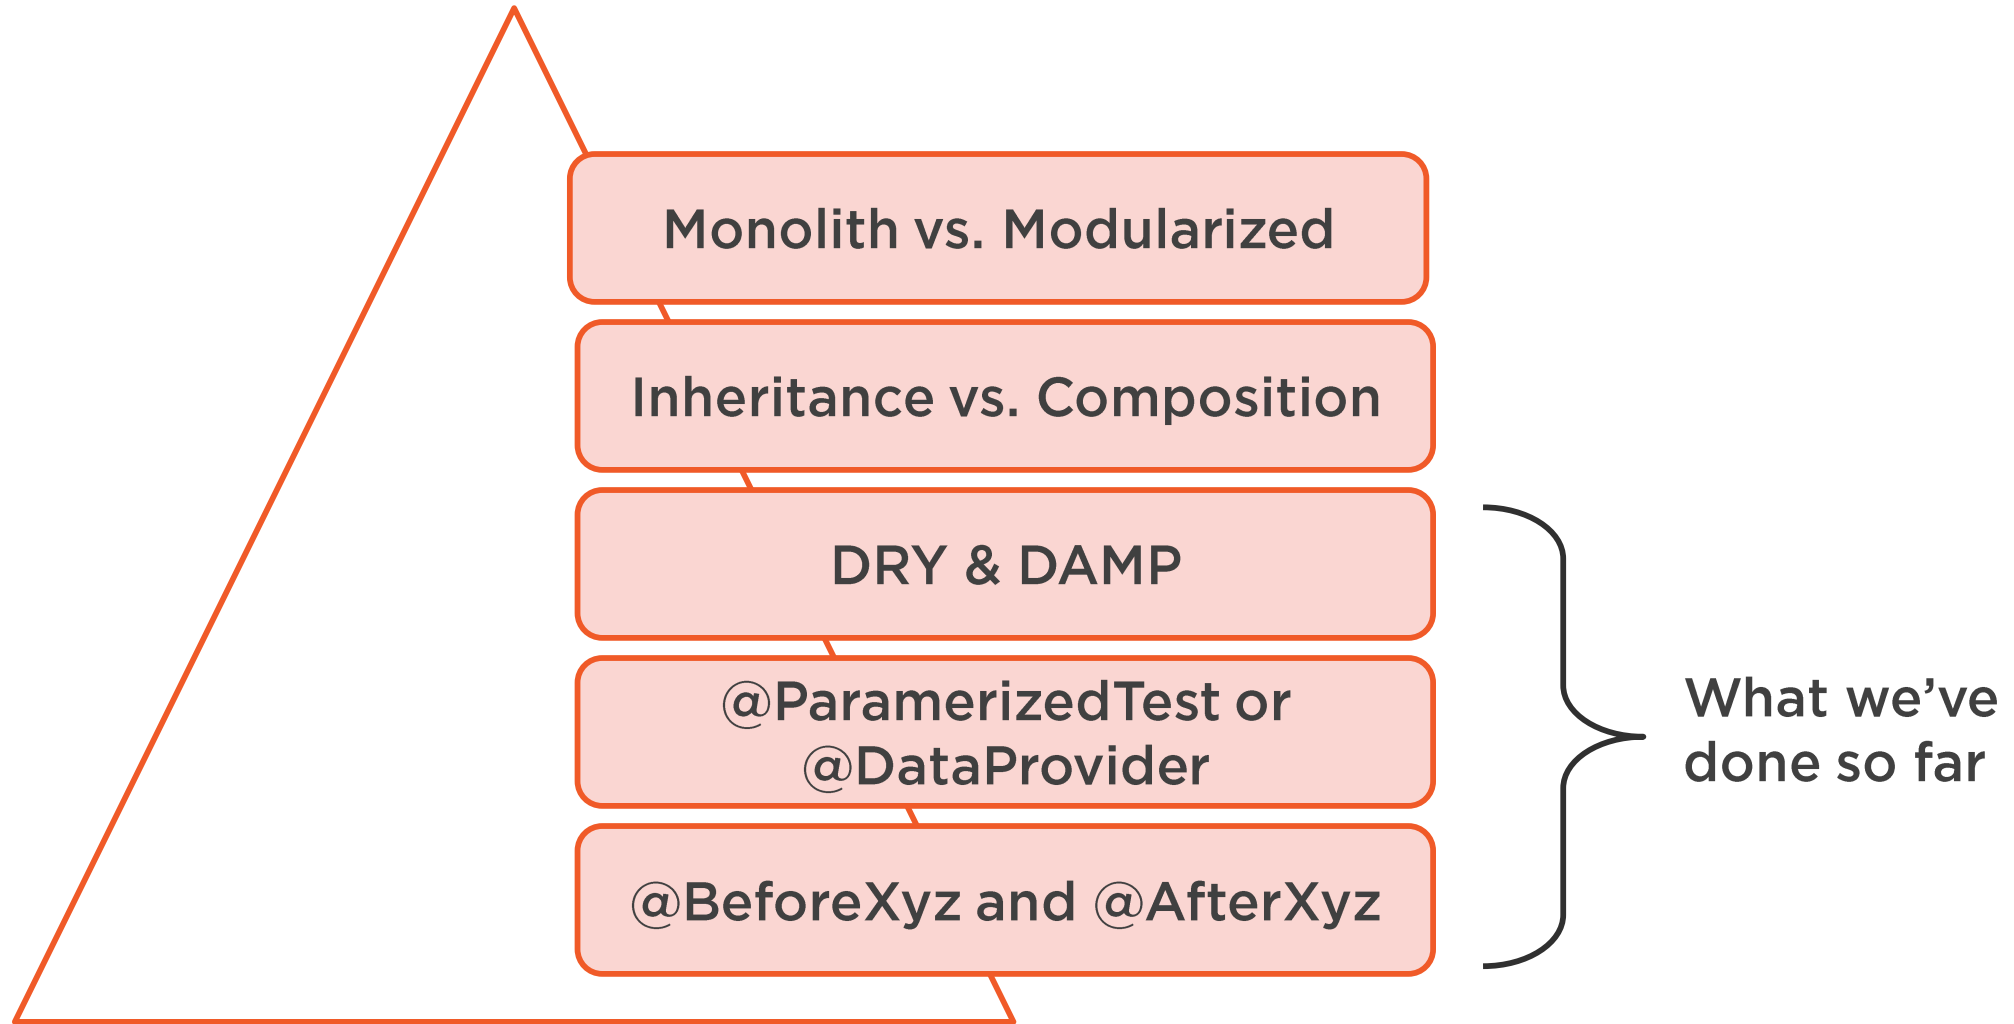 Monolith vs. Modularized
Inheritance vs. Composition
DRY & DAMP
@ParamerizedTest or
@DataProvider
@BeforeXyz and @AfterXyz
What we’ve
done so far